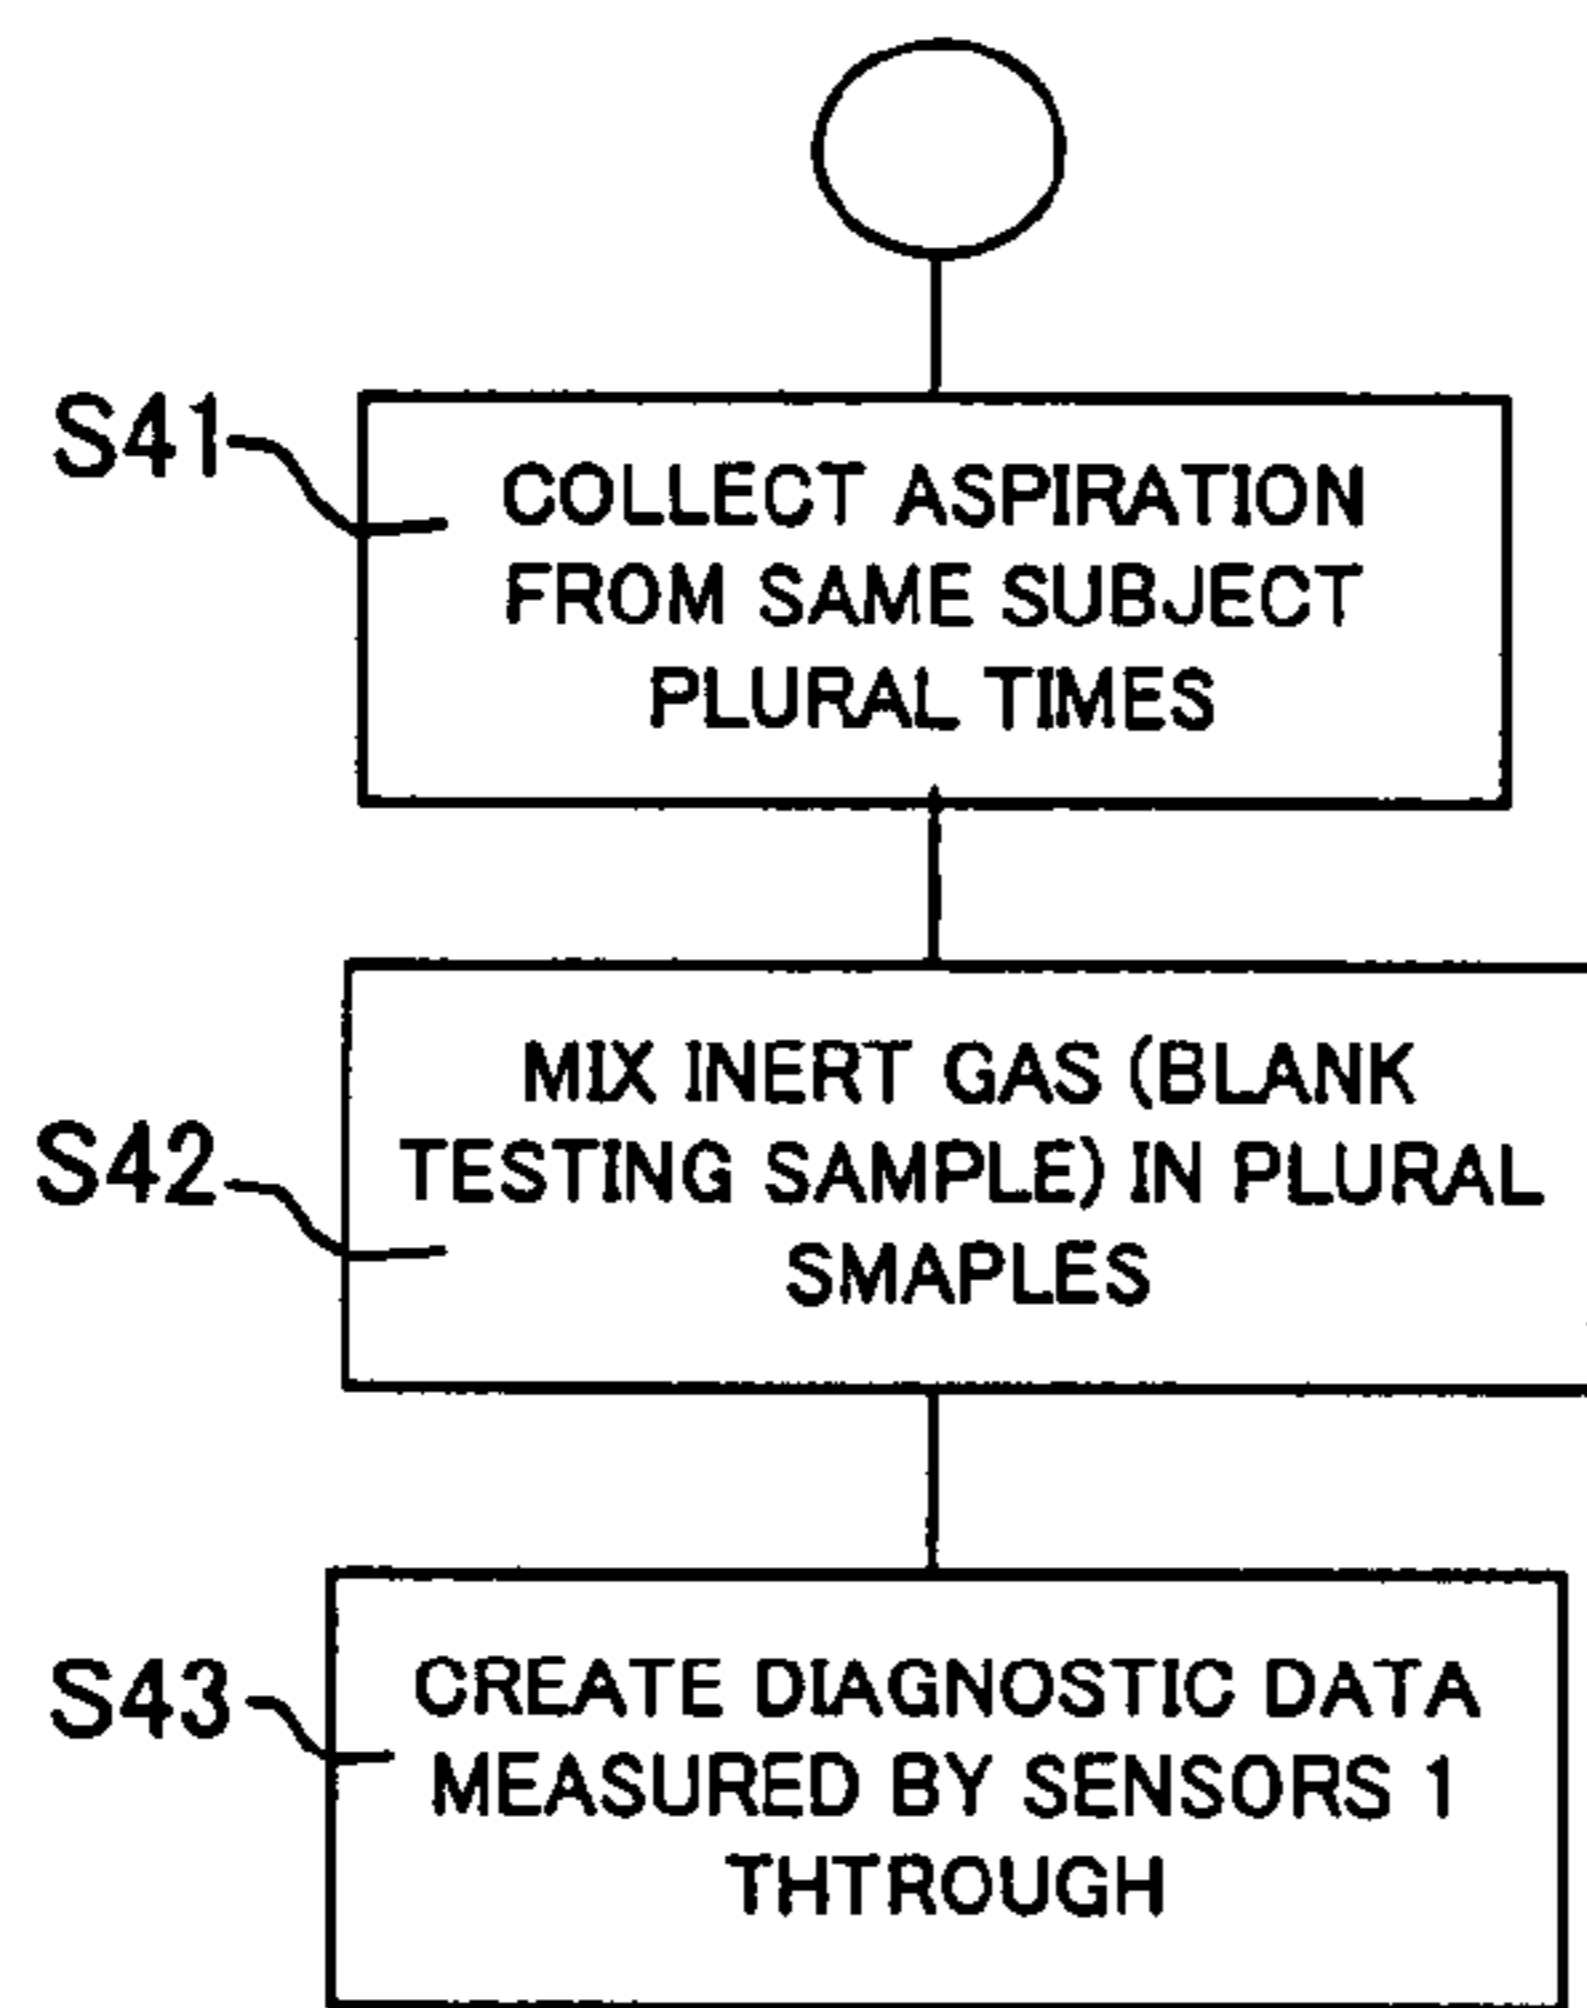 S41
COLLECT ASPIRATION
FROM SAME SUBJECT
PLURAL TIMES
S42
MIX INERT GAS (BLANK
TESTING SAMPLE) IN PLURAL
SMAPLES
S43
CREATE DIAGNOSTIC DATA
MEASURED BY SENSORS 1
THTROUGH